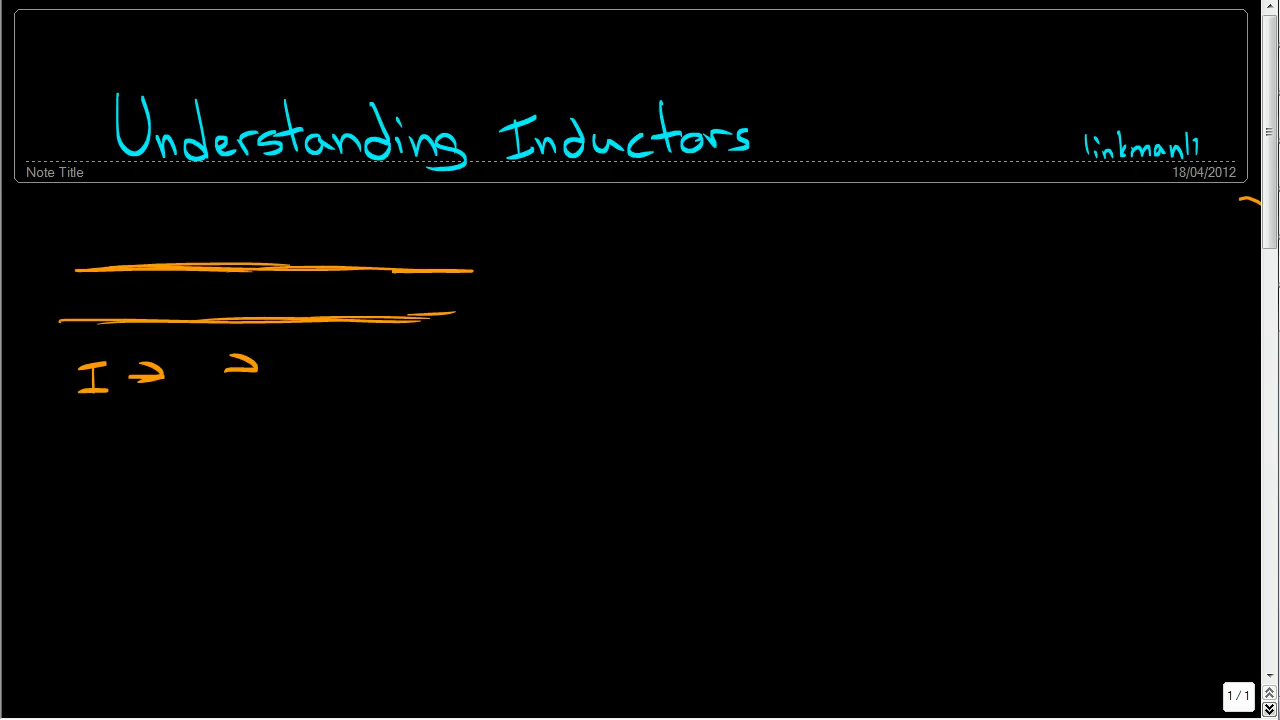 Understanding Inductors
linkman11
Note Title
18/04/2012
I → →
1 / 1